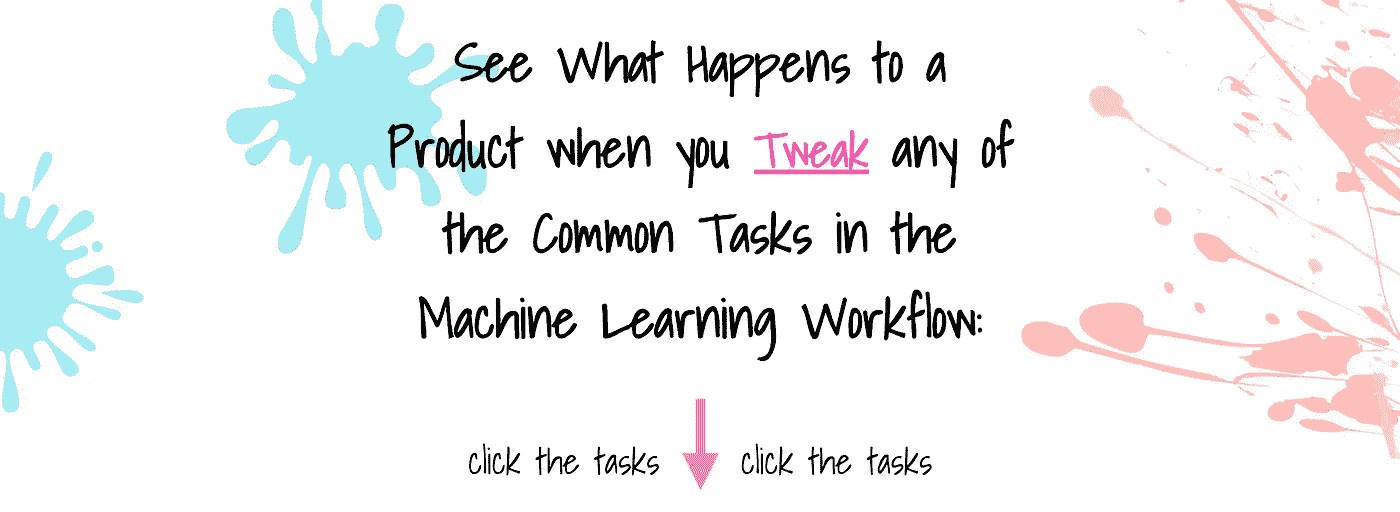 See What Happens to a
Product when you Tweak any of
the Common Tasks in the
Machine Learning Workflow:
click the tasks click the tasks